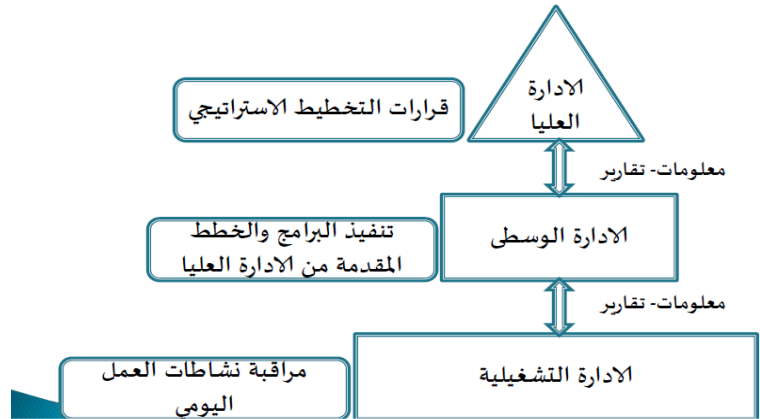 الادارة
العليا
قرارات التخطيط الاستراتيجي
معلومات- تقارير
الادارة الوسطى
تنفيذ البرامج والخطط
المقدمة من الادارة العليا
معلومات- تقارير
الادارة التشغيلية
مراقبة نشاطات العمل
اليومي